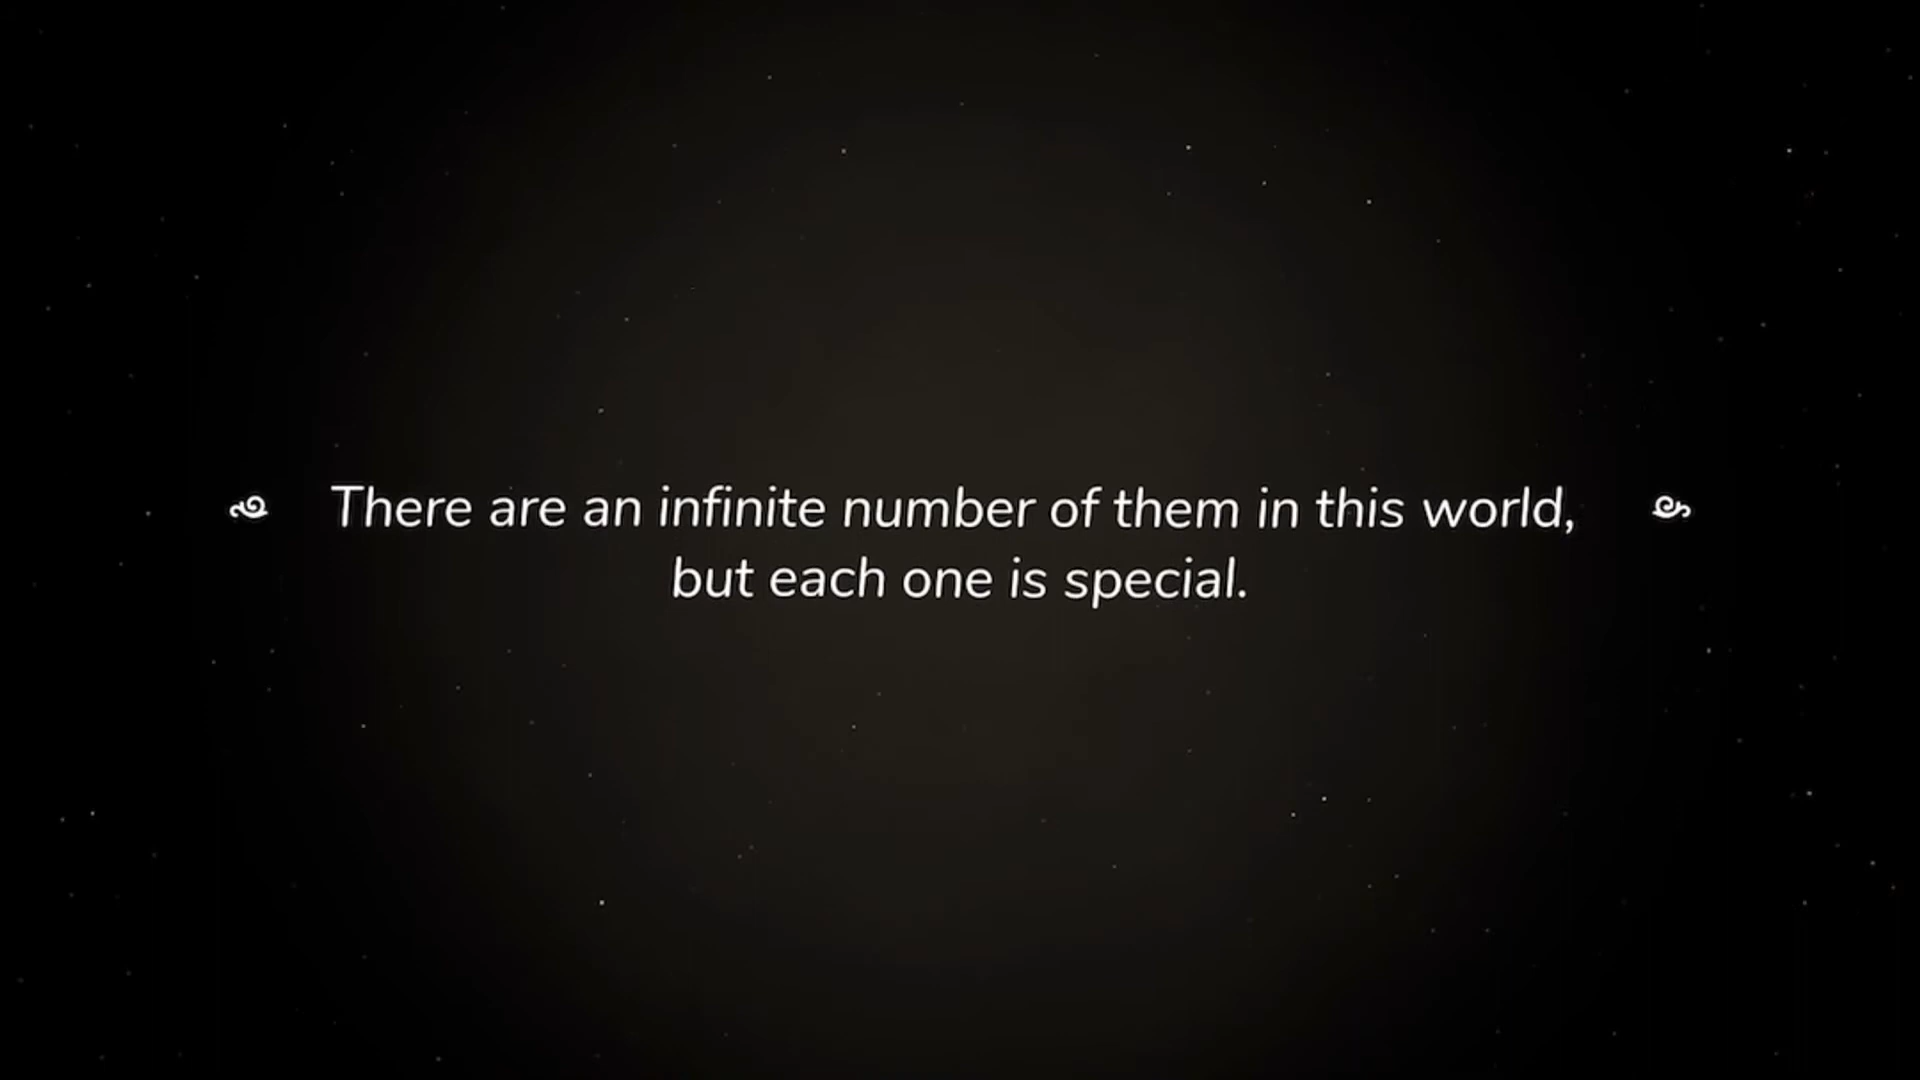 There are an infinite number of them in this world,
but each one is special.